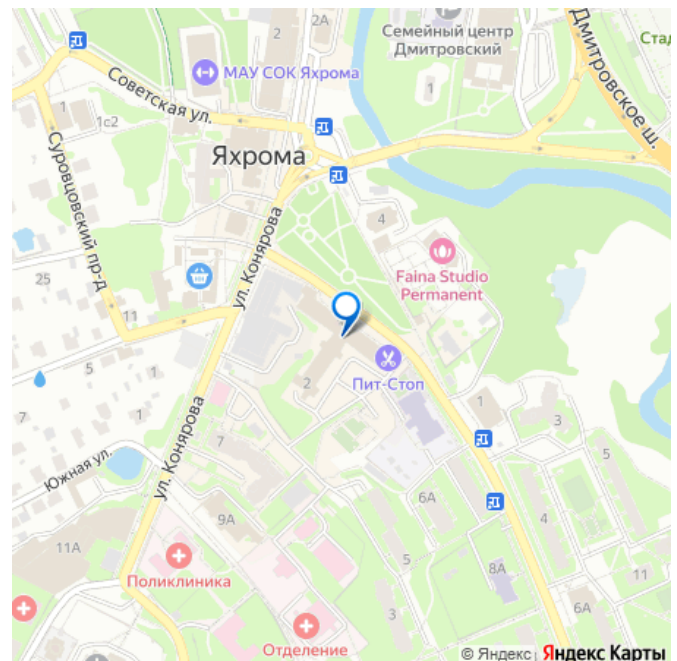 2
2А
Семейный центр
Дмитровский
Дмитровское ш.
Стад
МАУ СОК Яхрома
1
Советская ул.
1
1с2
Яхрома
Суровцовский пр-д
4
ул. Конярова
Faina Studio
Permanent
25
11
2
Пит-Стоп
7
5
1
1
3
7
5
Южная ул.
ул. Конярова
6А
9А
4
11А
5
8А
11
Поликлиника
3
6А
Отделение
© Яндекс Яндекс Карты